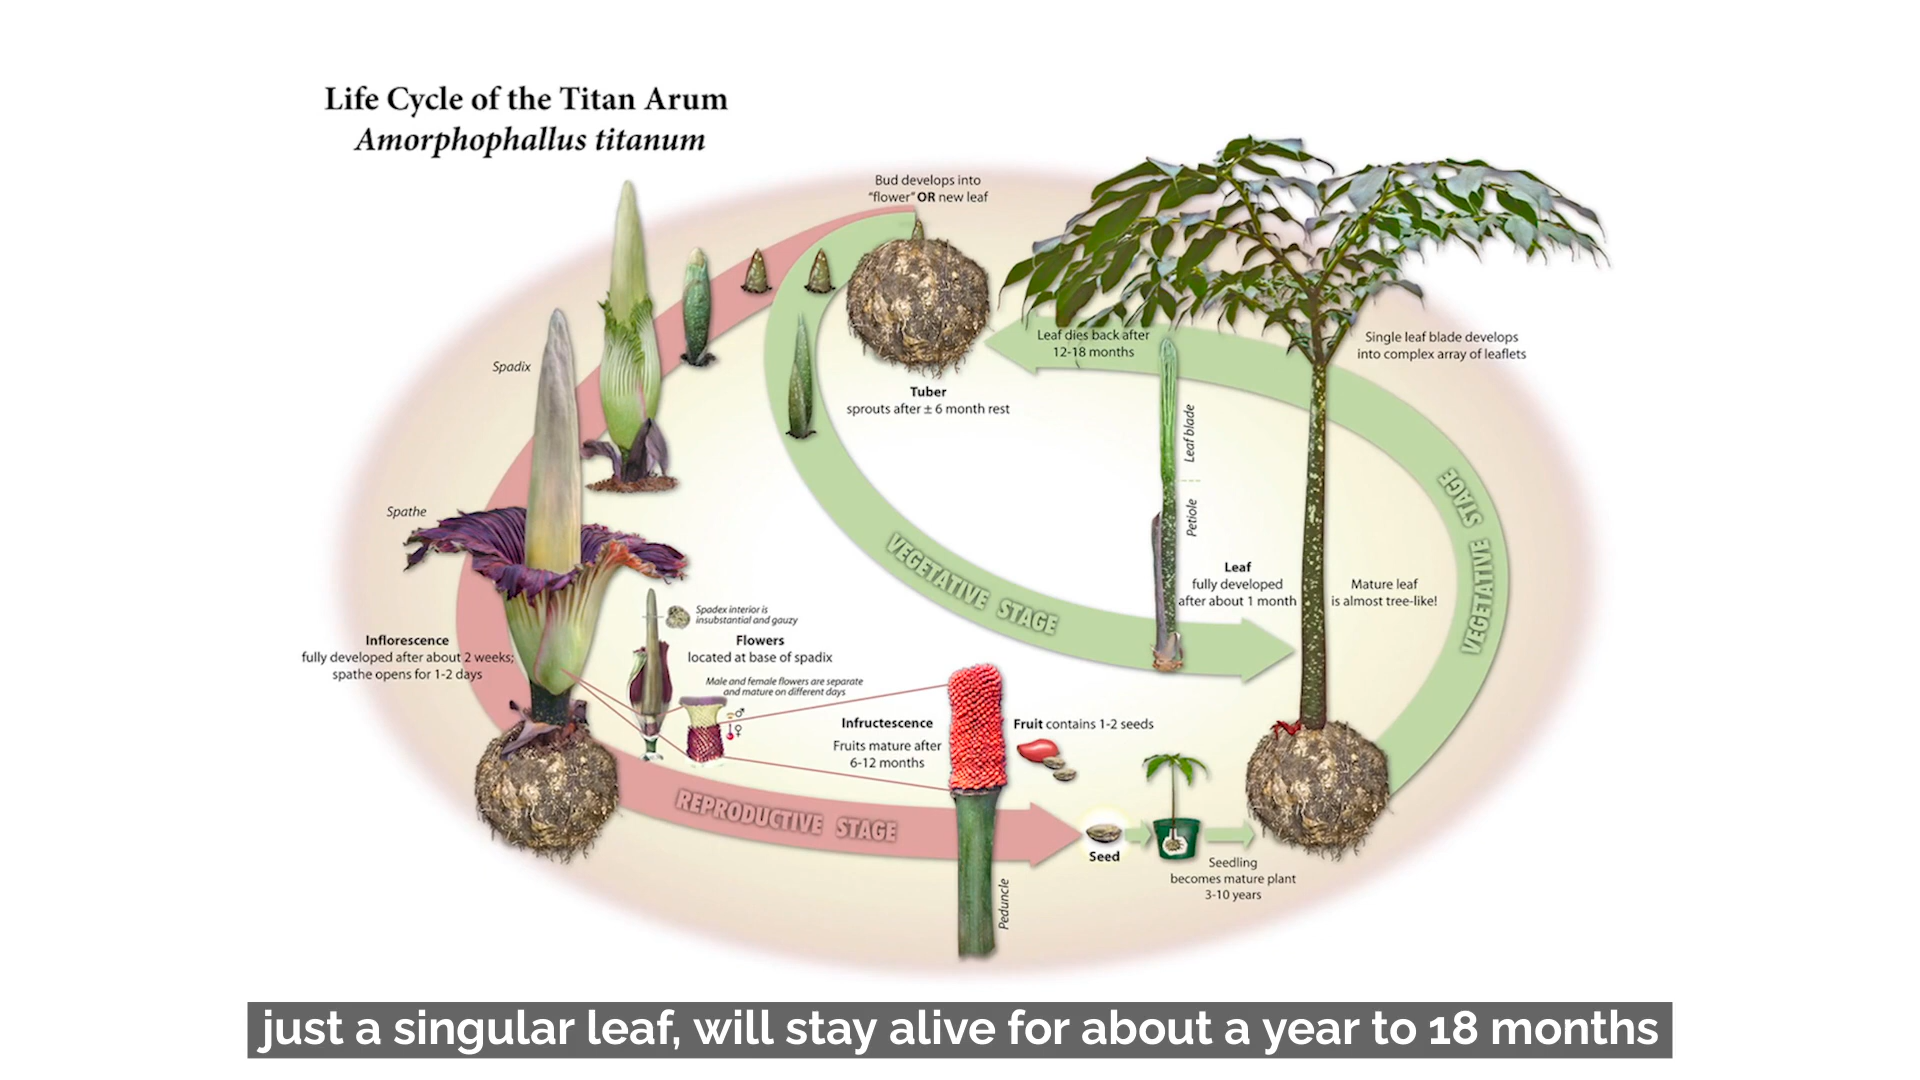 Life Cycle of the Titan Arum
Amorphophallus titanum
Bud develops into
"flower" OR new leaf
Tuber
sprouts after ± 6 month rest
Leaf dies back after
12-18 months
Single leaf blade develops
into complex array of leaflets
Spadix
Spathe
Leaf blade
Petiole
Leaf
fully developed
after about 1 month
Mature leaf
is almost tree-like!
VEGETATIVE STAGE
VEGETATIVE STAGE
Inflorescence
fully developed after about 2 weeks;
spathe opens for 1-2 days
Spadex interior is
insubstantial and gauzy
Flowers
located at base of spadix
Male and female flowers are separate
and mature on different days
♂
♀
Infructescence
Fruits mature after
6-12 months
Fruit contains 1-2 seeds
REPRODUCTIVE STAGE
Peduncle
Seed
Seedling
becomes mature plant
3-10 years
just a singular leaf, will stay alive for about a year to 18 months